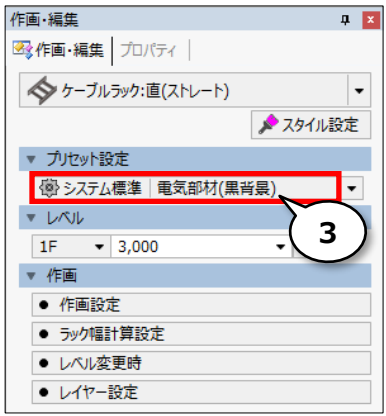 作画・編集
作画・編集 プロパティ
ケーブルラック:直(ストレート)
スタイル設定
プリセット設定
システム標準 電気部材(黒背景)
レベル
1F 3,000
3
作画
作画設定
ラック幅計算設定
レベル変更時
レイヤー設定